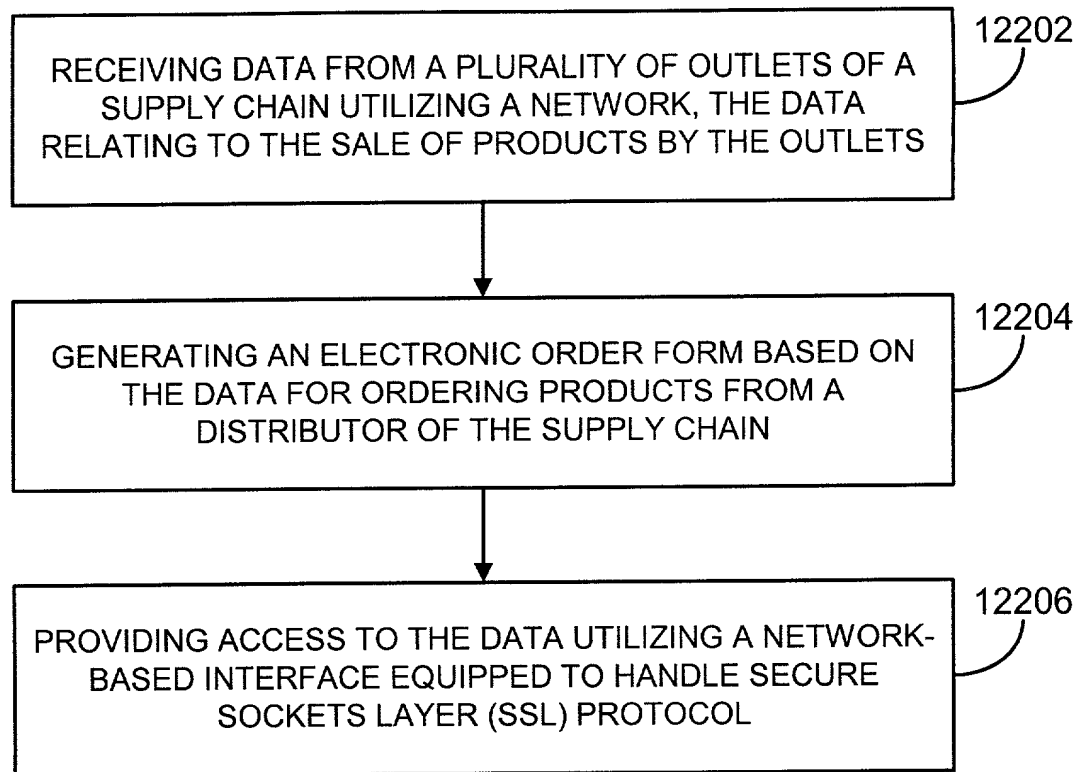 12202
RECEIVING DATA FROM A PLURALITY OF OUTLETS OF A
SUPPLY CHAIN UTILIZING A NETWORK, THE DATA
RELATING TO THE SALE OF PRODUCTS BY THE OUTLETS
12204
GENERATING AN ELECTRONIC ORDER FORM BASED ON
THE DATA FOR ORDERING PRODUCTS FROM A
DISTRIBUTOR OF THE SUPPLY CHAIN
12206
PROVIDING ACCESS TO THE DATA UTILIZING A NETWORK-
BASED INTERFACE EQUIPPED TO HANDLE SECURE
SOCKETS LAYER (SSL) PROTOCOL